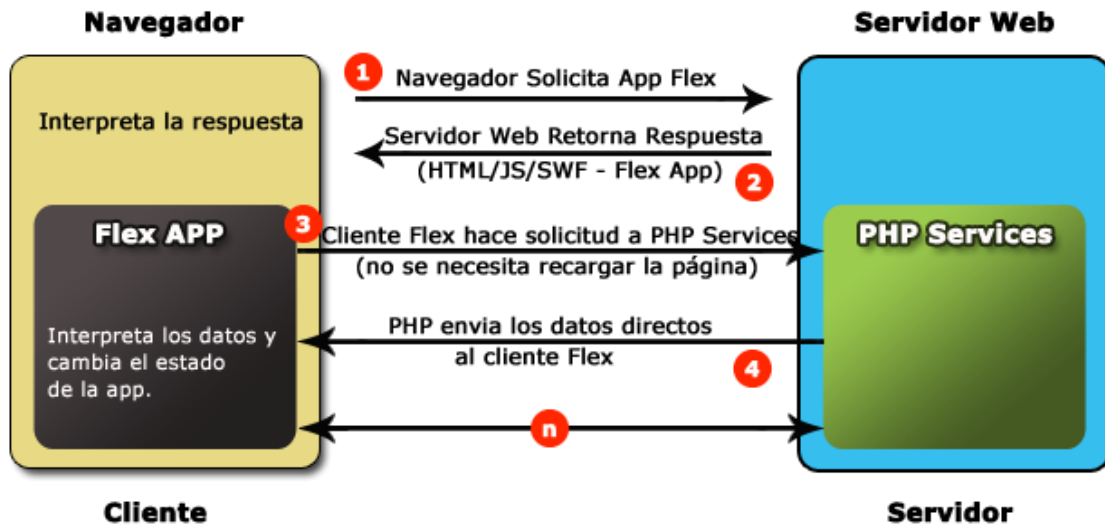 Navegador
Servidor Web
1
Navegador Solicita App Flex
Interpreta la respuesta
Servidor Web Retorna Respuesta
(HTML/JS/SWF - Flex App)
2
Flex APP
3
Cliente Flex hace solicitud a PHP Services
(no se necesita recargar la página)
PHP Services
Interpreta los datos y
cambia el estado
de la app.
PHP envia los datos directos
al cliente Flex
4
n
Cliente
Servidor